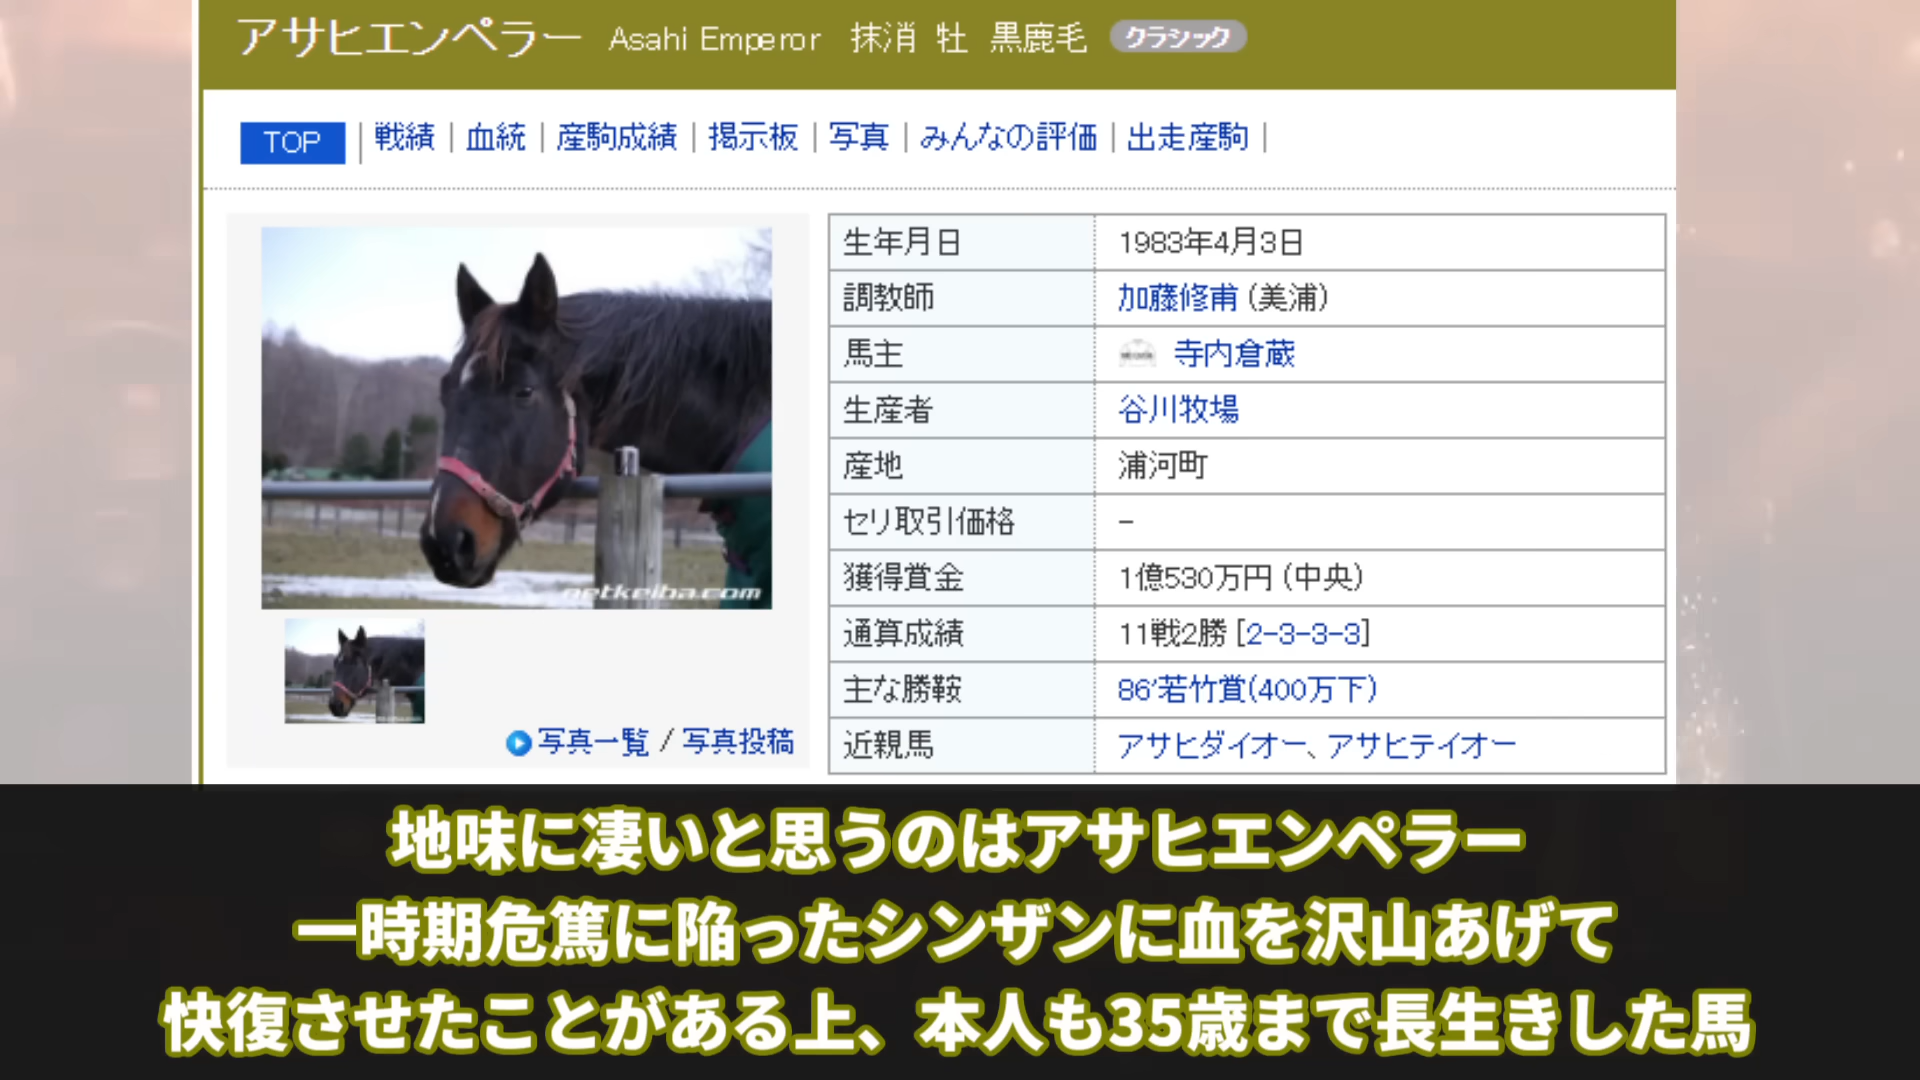 アサヒエンペラー Asahi Emperor 抹消 牡 黒鹿毛 クラシック
TOP | 戦績 | 血統 | 産駒成績 | 掲示板 | 写真 | みんなの評価 | 出走産駒 |
生年月日 1983年4月3日
調教師 加藤修甫 (美浦)
馬主 寺内倉蔵
生産者 谷川牧場
産地 浦河町
セリ取引価格 -
獲得賞金 1億530万円 (中央)
通算成績 11戦2勝 [2-3-3-3]
主な勝鞍 86'若竹賞(400万下)
近親馬 アサヒダイオー、アサヒテイオー
netkeiba.com
写真一覧 / 写真投稿
地味に凄いと思うのはアサヒエンペラー
一時期危篤に陥ったシンザンに血を沢山あげて
快復させたことがある上、本人も35歳まで長生きした馬